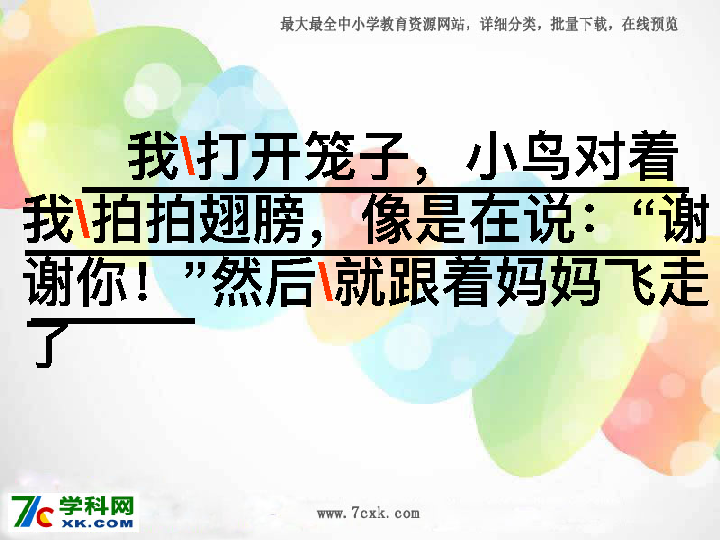 最大最全中小学教育资源网站，详细分类，批量下载，在线预览
我\打开笼子，小鸟对着
我\拍拍翅膀，像是在说：“谢
谢你！”然后\就跟着妈妈飞走
了
7c学科网
XK.COM
www.7cxk.com